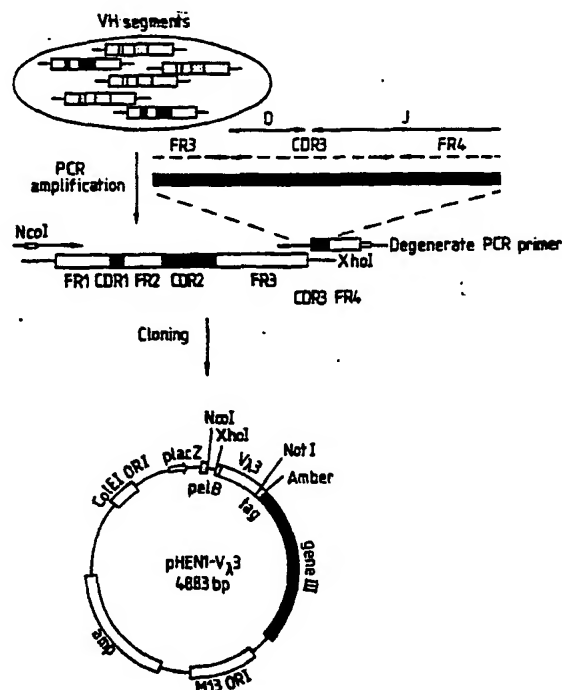 VH segments
D J
FR3 CDR3 FR4
PCR
amplification
NcoI
Degenerate PCR primer
XhoI
FR1 CDR1 FR2 CDR2 FR3
CDR3 FR4
Cloning
NcoI
XhoI
Vλ3
Not I
Amber
placZ
pelB
tag
ColEI ORI
gene III
pHEN1-Vλ3
4883 bp
amp
M13 ORI